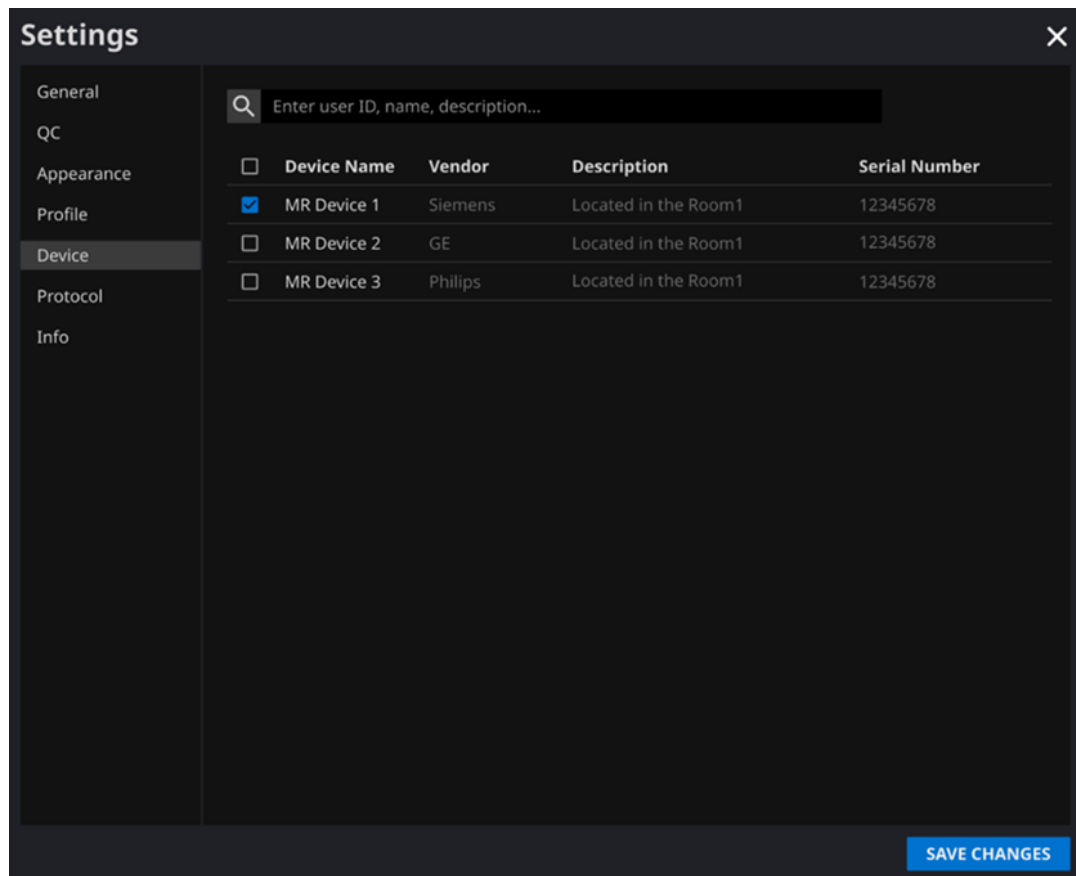 Settings
General
QC
Appearance
Profile
Device
Protocol
Info
Enter user ID, name, description...
Device Name Vendor Description Serial Number
MR Device 1 Siemens Located in the Room1 12345678
MR Device 2 GE Located in the Room1 12345678
MR Device 3 Philips Located in the Room1 12345678
SAVE CHANGES